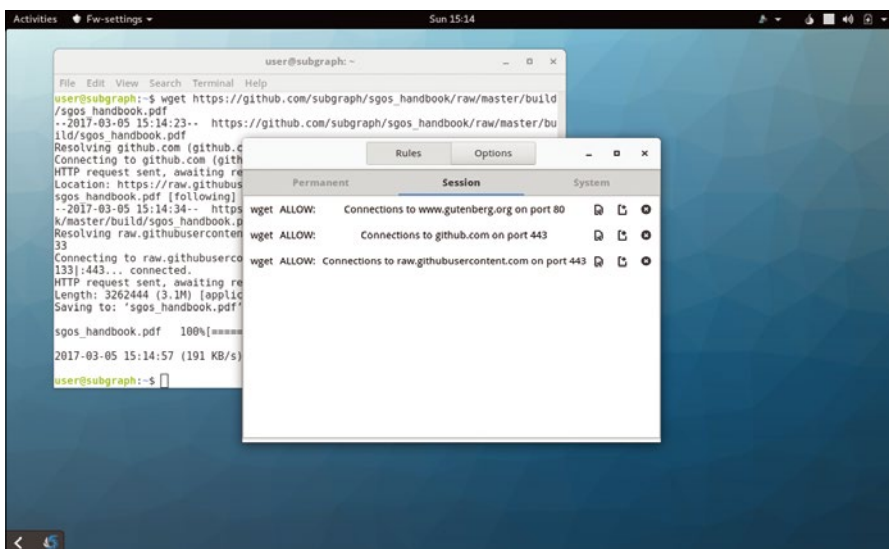 Activities Fw-settings Sun 15:14
user@subgraph: ~
File Edit View Search Terminal Help
user@subgraph:~$ wget https://github.com/subgraph/sgos_handbook/raw/master/build
/sgos_handbook.pdf
--2017-03-05 15:14:23-- https://github.com/subgraph/sgos_handbook/raw/master/bu
ild/sgos_handbook.pdf
Resolving github.com (github.c
Connecting to github.com (gith
HTTP request sent, awaiting re
Location: https://raw.githubus
sgos_handbook.pdf [following]
--2017-03-05 15:14:34-- https
k/master/build/sgos_handbook.p
Resolving raw.githubuserconten
33
Connecting to raw.githubuserco
133|:443... connected.
HTTP request sent, awaiting re
Length: 3262444 (3.1M) [applic
Saving to: ‘sgos_handbook.pdf’
sgos_handbook.pdf 100%[=====
2017-03-05 15:14:57 (191 KB/s)
user@subgraph:~$
Rules Options
Permanent Session System
wget ALLOW: Connections to www.gutenberg.org on port 80
wget ALLOW: Connections to github.com on port 443
wget ALLOW: Connections to raw.githubusercontent.com on port 443